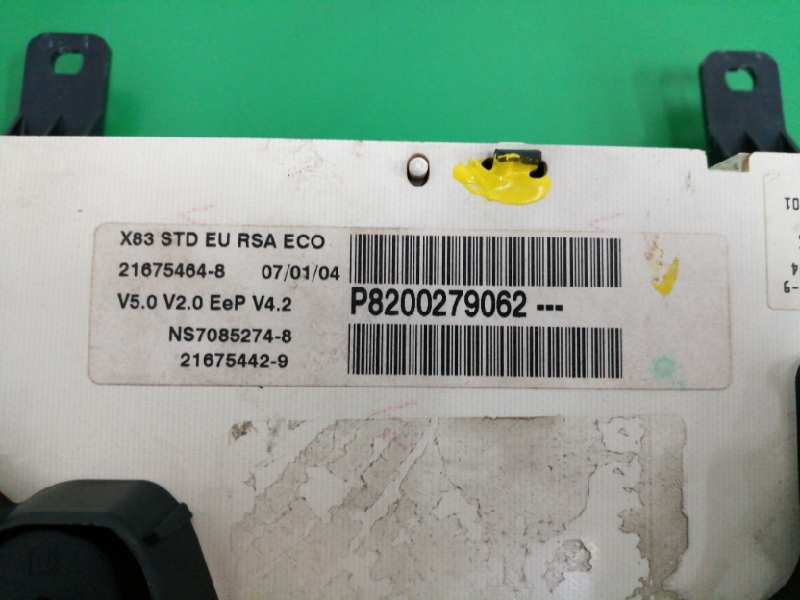 X83 STD EU RSA ECO
21675464-8 07/01/04
V5.0 V2.0 EeP V4.2
P8200279062 ---
NS7085274-8
21675442-9